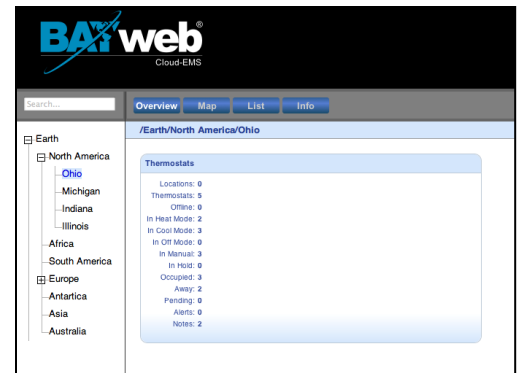 BAYweb®
Cloud-EMS
Search...
Overview Map List Info
/Earth/North America/Ohio
Earth
North America
Ohio
Michigan
Indiana
Illinois
Africa
South America
Europe
Antartica
Asia
Australia
Thermostats
Locations: 0
Thermostats: 5
Offline: 0
In Heat Mode: 2
In Cool Mode: 3
In Off Mode: 0
In Manual: 3
In Hold: 0
Occupied: 3
Away: 2
Pending: 0
Alerts: 0
Notes: 2